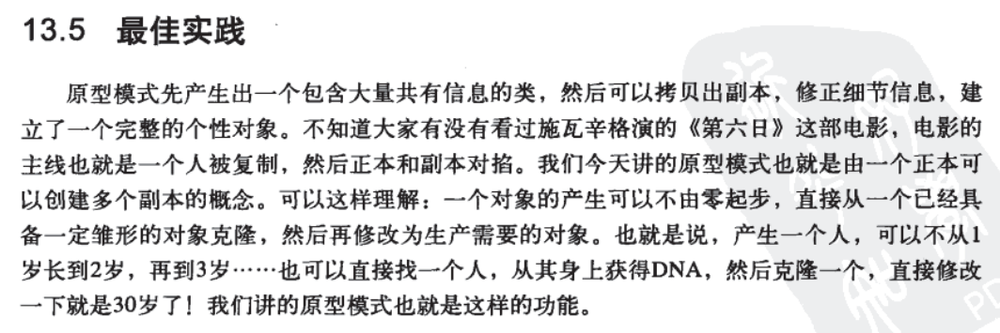 13.5 最佳实践
原型模式先产生出一个包含大量共有信息的类，然后可以拷贝出副本，修正细节信息，建
立了一个完整的个性对象。不知道大家有没有看过施瓦辛格演的《第六日》这部电影，电影的
主线也就是一个人被复制，然后正本和副本对掐。我们今天讲的原型模式也就是由一个正本可
以创建多个副本的概念。可以这样理解：一个对象的产生可以不由零起步，直接从一个已经具
备一定雏形的对象克隆，然后再修改为生产需要的对象。也就是说，产生一个人，可以不从1
岁长到2岁，再到3岁……也可以直接找一个人，从其身上获得DNA，然后克隆一个，直接修改
一下就是30岁了！我们讲的原型模式也就是这样的功能。